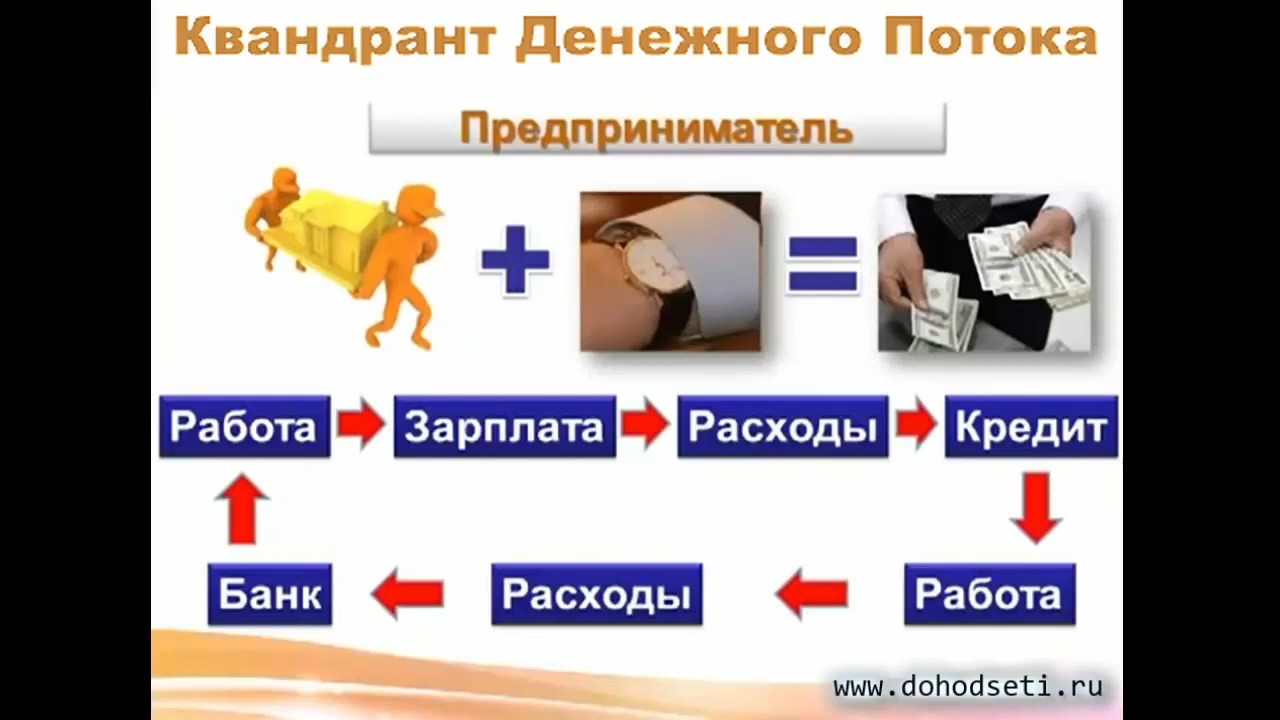 Квандрант Денежного Потока
Предприниматель
Работа
Зарплата
Расходы
Кредит
Банк
Расходы
Работа
www.dohodseti.ru